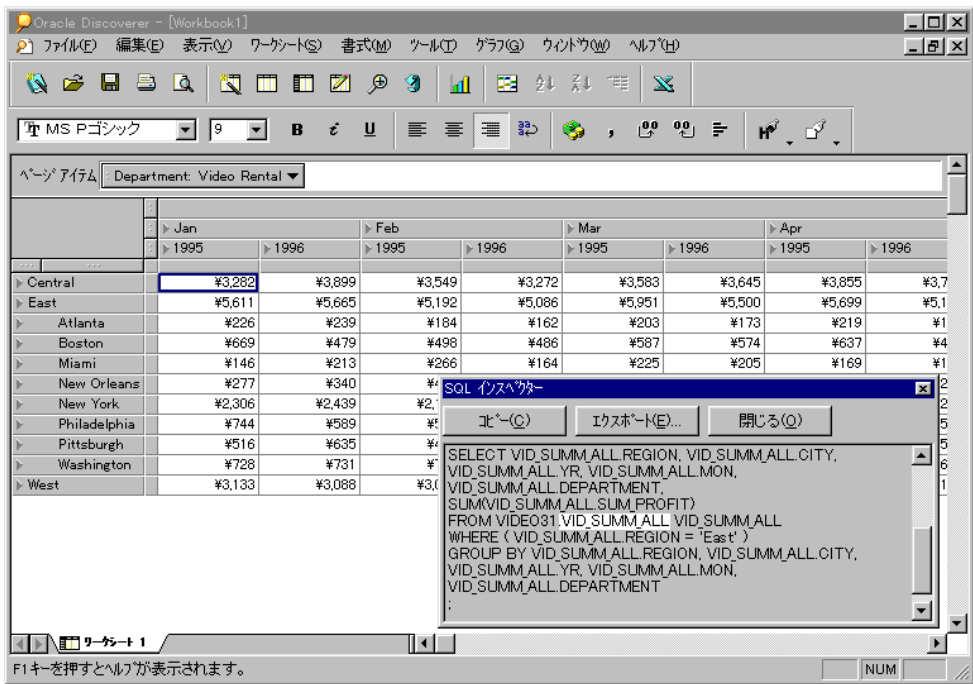 Oracle Discoverer - [Workbook1]
ファイル(F) 編集(E) 表示(V) ワークシート(S) 書式(M) ツール(T) グラフ(G) ウィンドウ(W) ヘルプ(H)
MS Pゴシック 9 B i U
ページ アイテム Department: Video Rental
Jan Feb Mar Apr
1995 1996 1995 1996 1995 1996 1995 1996
Central ¥3,282 ¥3,899 ¥3,549 ¥3,272 ¥3,583 ¥3,645 ¥3,855 ¥3,7
East ¥5,611 ¥5,665 ¥5,192 ¥5,086 ¥5,951 ¥5,500 ¥5,699 ¥5,1
Atlanta ¥226 ¥239 ¥184 ¥162 ¥203 ¥173 ¥219 ¥1
Boston ¥669 ¥479 ¥498 ¥486 ¥587 ¥574 ¥637 ¥4
Miami ¥146 ¥213 ¥266 ¥164 ¥225 ¥205 ¥169 ¥1
New Orleans ¥277 ¥340
New York ¥2,306 ¥2,439 ¥2,
Philadelphia ¥744 ¥589
Pittsburgh ¥516 ¥635
Washington ¥728 ¥731
West ¥3,133 ¥3,088 ¥3,0
SQL インスペクター
コピー(C) エクスポート(E)... 閉じる(O)
SELECT VID_SUMM_ALL.REGION, VID_SUMM_ALL.CITY,
VID_SUMM_ALL.YR, VID_SUMM_ALL.MON,
VID_SUMM_ALL.DEPARTMENT,
SUM(VID_SUMM_ALL.SUM_PROFIT)
FROM VIDEO31.VID_SUMM_ALL VID_SUMM_ALL
WHERE ( VID_SUMM_ALL.REGION = 'East' )
GROUP BY VID_SUMM_ALL.REGION, VID_SUMM_ALL.CITY,
VID_SUMM_ALL.YR, VID_SUMM_ALL.MON,
VID_SUMM_ALL.DEPARTMENT
;
ワークシート 1
F1キーを押すとヘルプが表示されます。 NUM